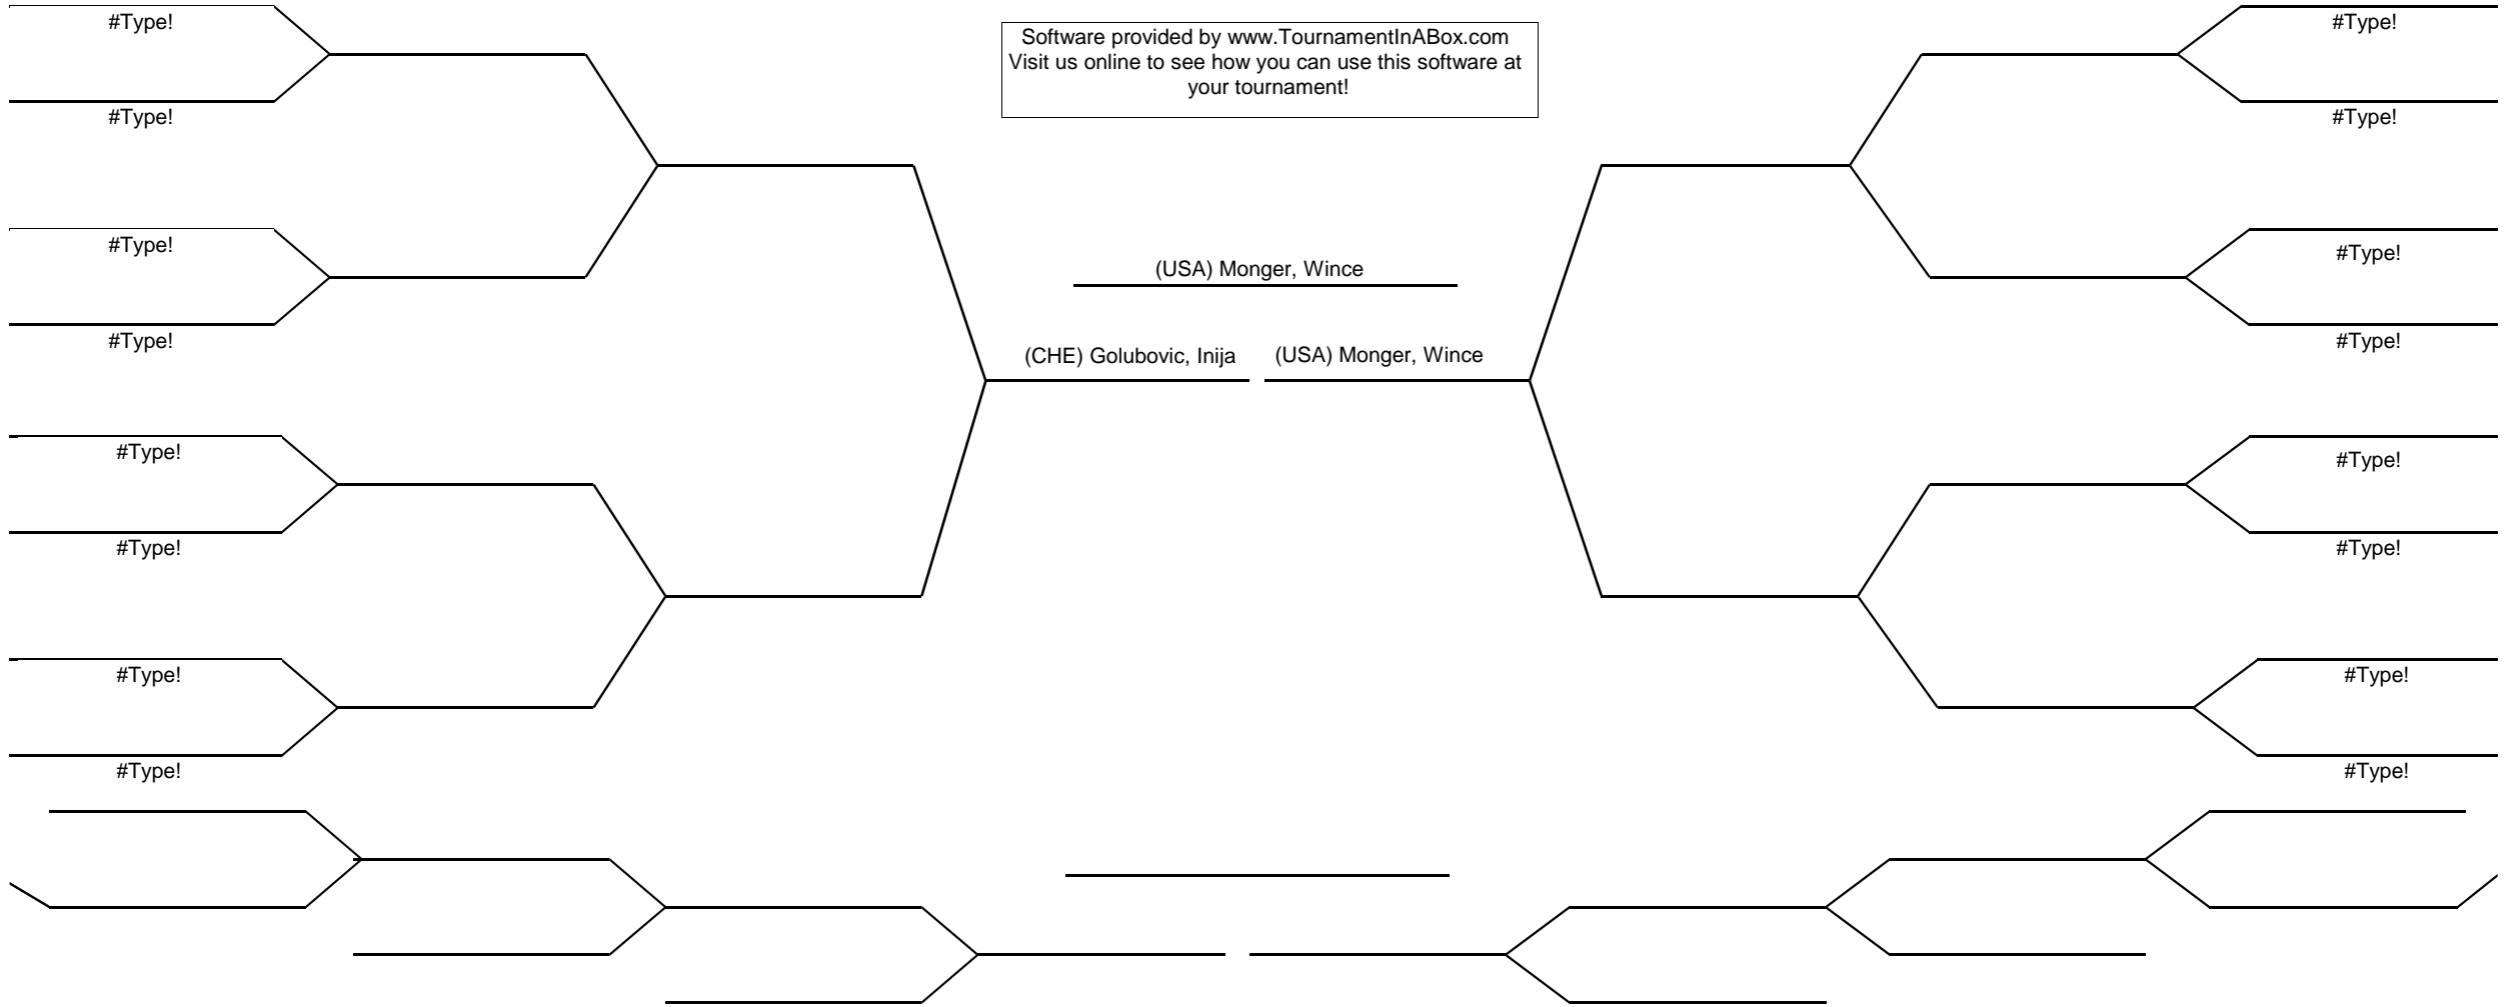 #Type!
Software provided by www.TournamentInABox.com
Visit us online to see how you can use this software at
your tournament!
#Type!
#Type!
#Type!
#Type!
#Type!
(USA) Monger, Wince
#Type!
#Type!
(CHE) Golubovic, Inija
(USA) Monger, Wince
#Type!
#Type!
#Type!
#Type!
#Type!
#Type!
#Type!
#Type!
#Type!